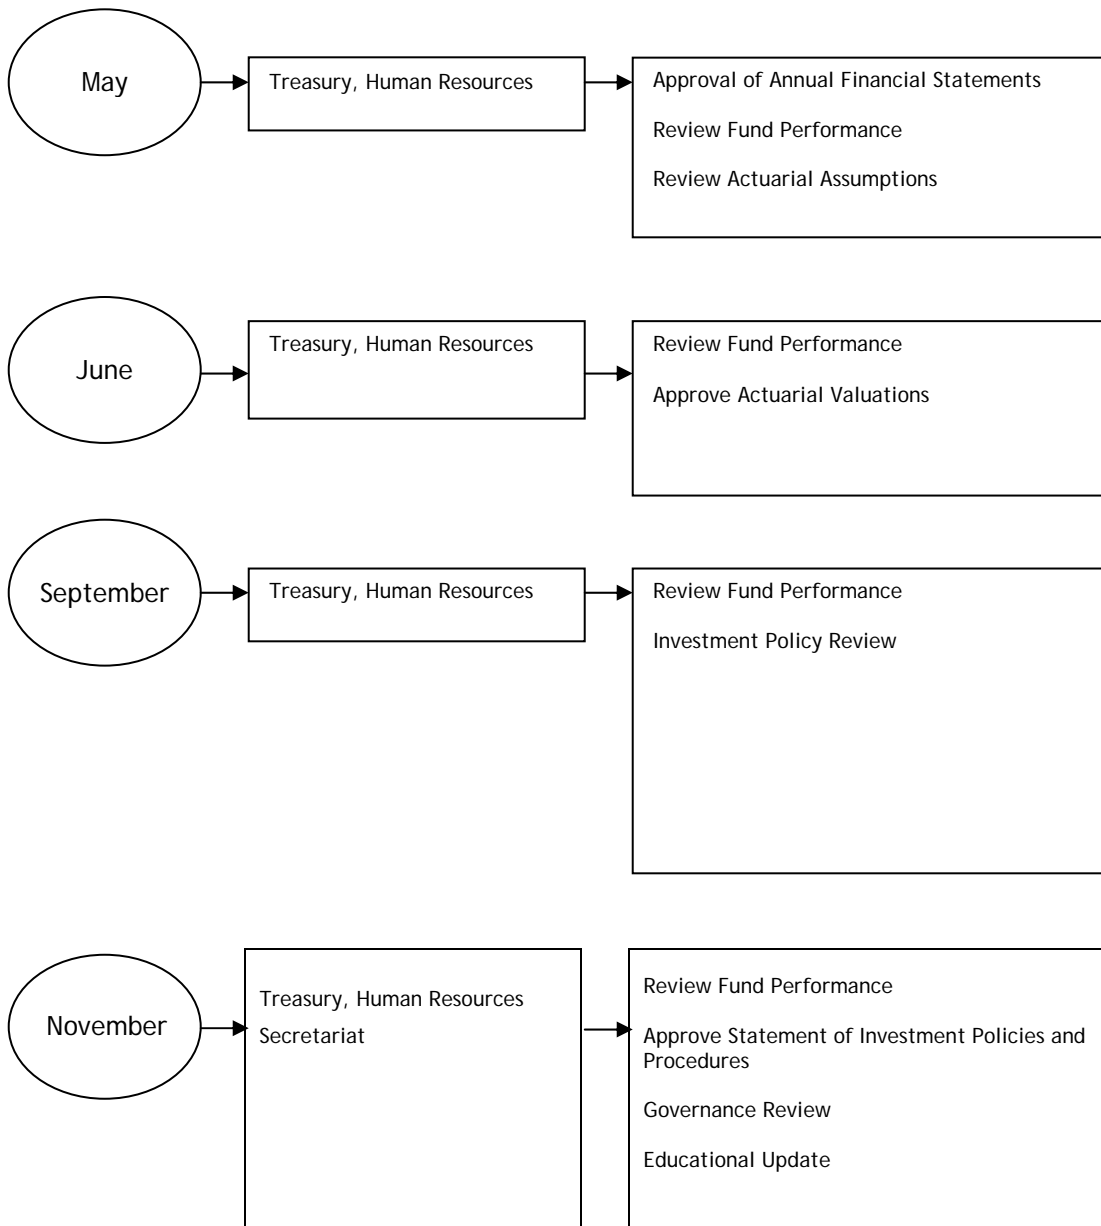 May
Treasury, Human Resources
Approval of Annual Financial Statements
Review Fund Performance
Review Actuarial Assumptions
June
Treasury, Human Resources
Review Fund Performance
Approve Actuarial Valuations
September
Treasury, Human Resources
Review Fund Performance
Investment Policy Review
November
Treasury, Human Resources
Secretariat
Review Fund Performance
Approve Statement of Investment Policies and
Procedures
Governance Review
Educational Update